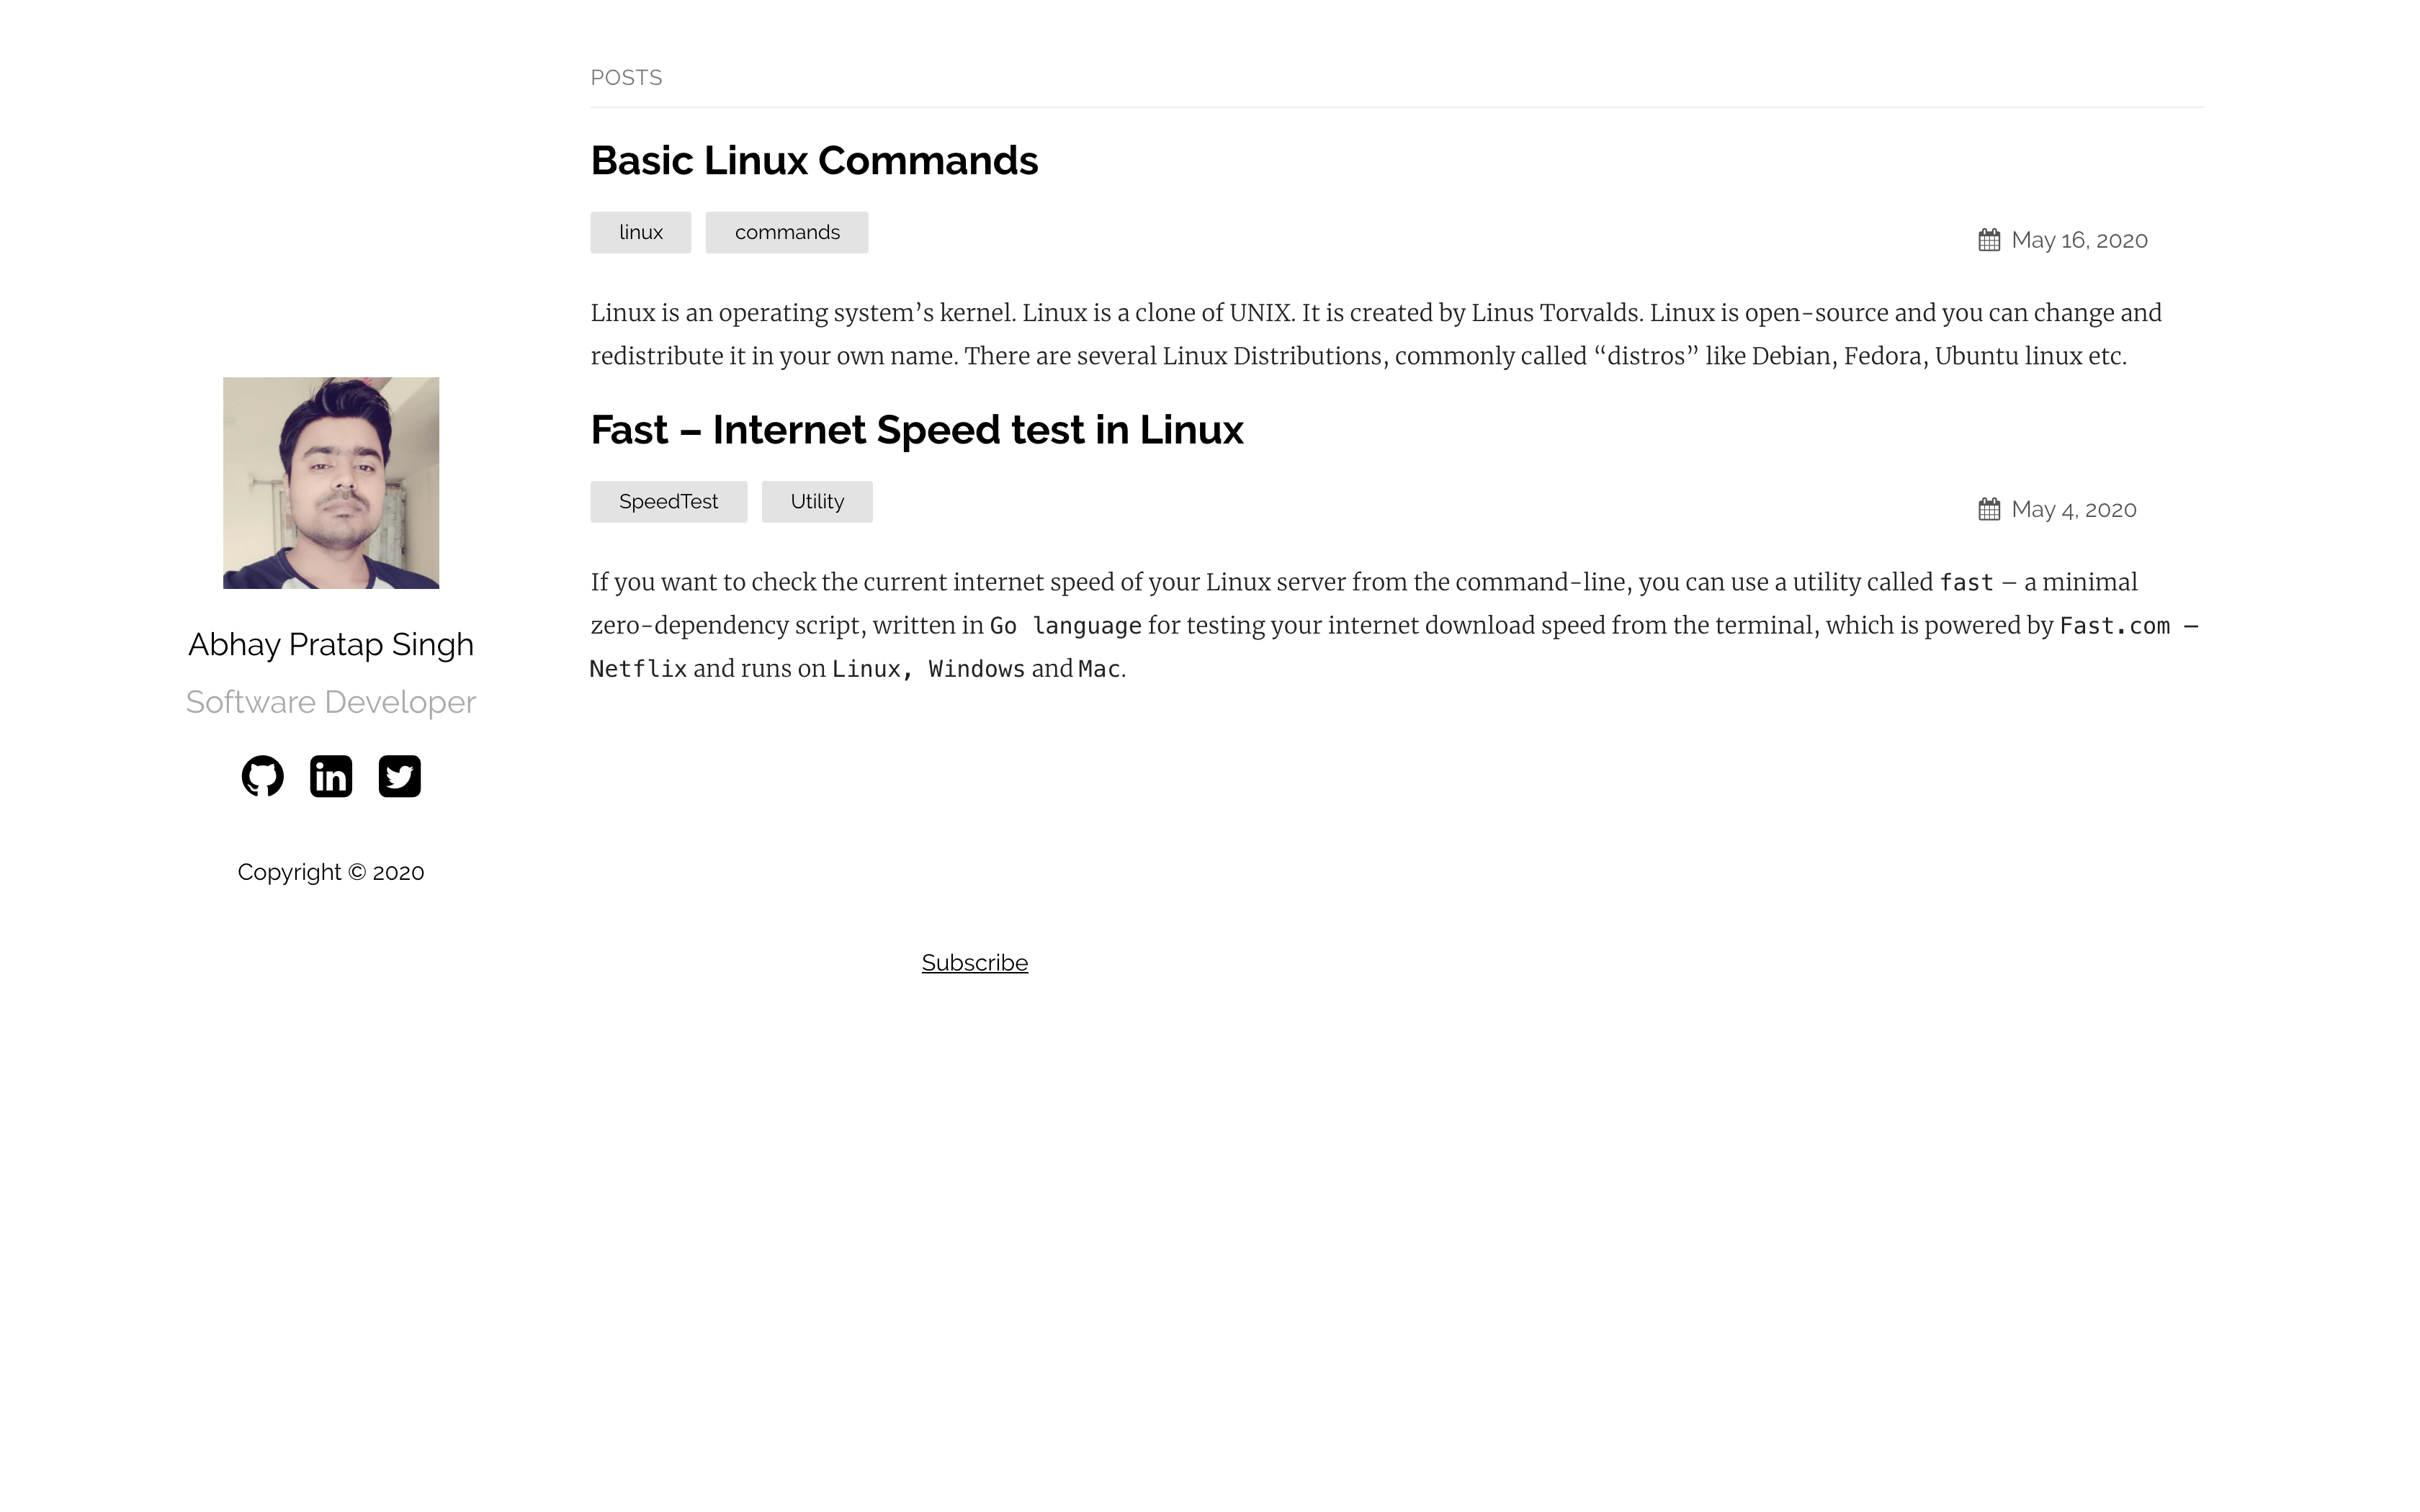 POSTS
Basic Linux Commands
linux commands
May 16, 2020
Linux is an operating system’s kernel. Linux is a clone of UNIX. It is created by Linus Torvalds. Linux is open-source and you can change and
redistribute it in your own name. There are several Linux Distributions, commonly called “distros” like Debian, Fedora, Ubuntu linux etc.
Fast – Internet Speed test in Linux
SpeedTest Utility
May 4, 2020
If you want to check the current internet speed of your Linux server from the command-line, you can use a utility called fast – a minimal
zero-dependency script, written in Go language for testing your internet download speed from the terminal, which is powered by Fast.com –
Netflix and runs on Linux, Windows and Mac.
Abhay Pratap Singh
Software Developer
in
Copyright © 2020
Subscribe